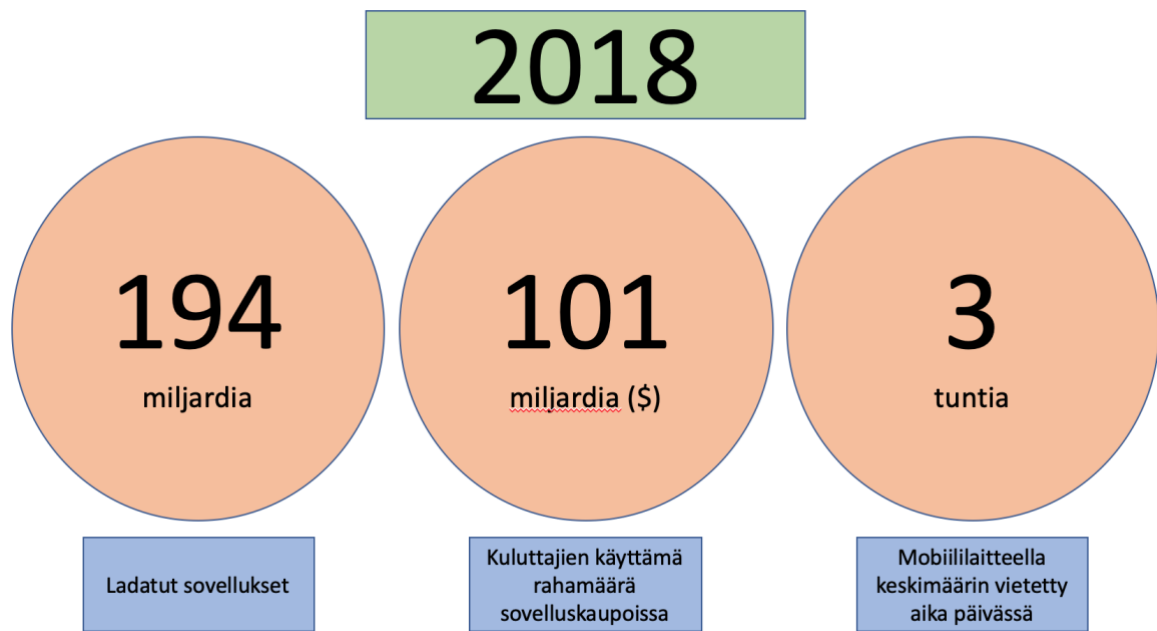 2018
194
miljardia
101
miljardia ($)
3
tuntia
Ladatut sovellukset
Kuluttajien käyttämä
rahamäärä
sovelluskaupoissa
Mobiililaitteella
keskimäärin vietetty
aika päivässä